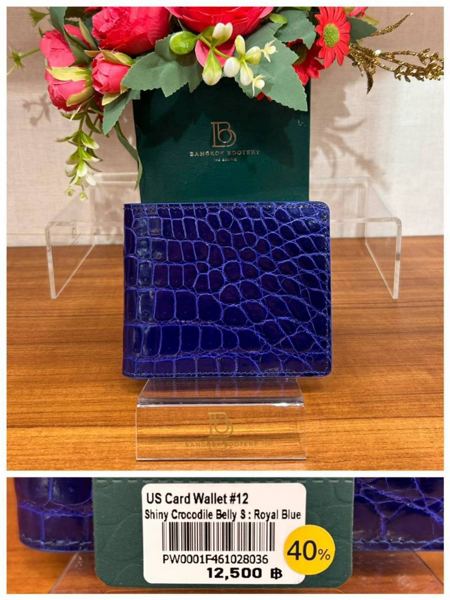 BANGKOK BOOTERY
US Card Wallet #12
Shiny Crocodile Belly S : Royal Blue
PW0001F461028036
12,500 ฿
40%